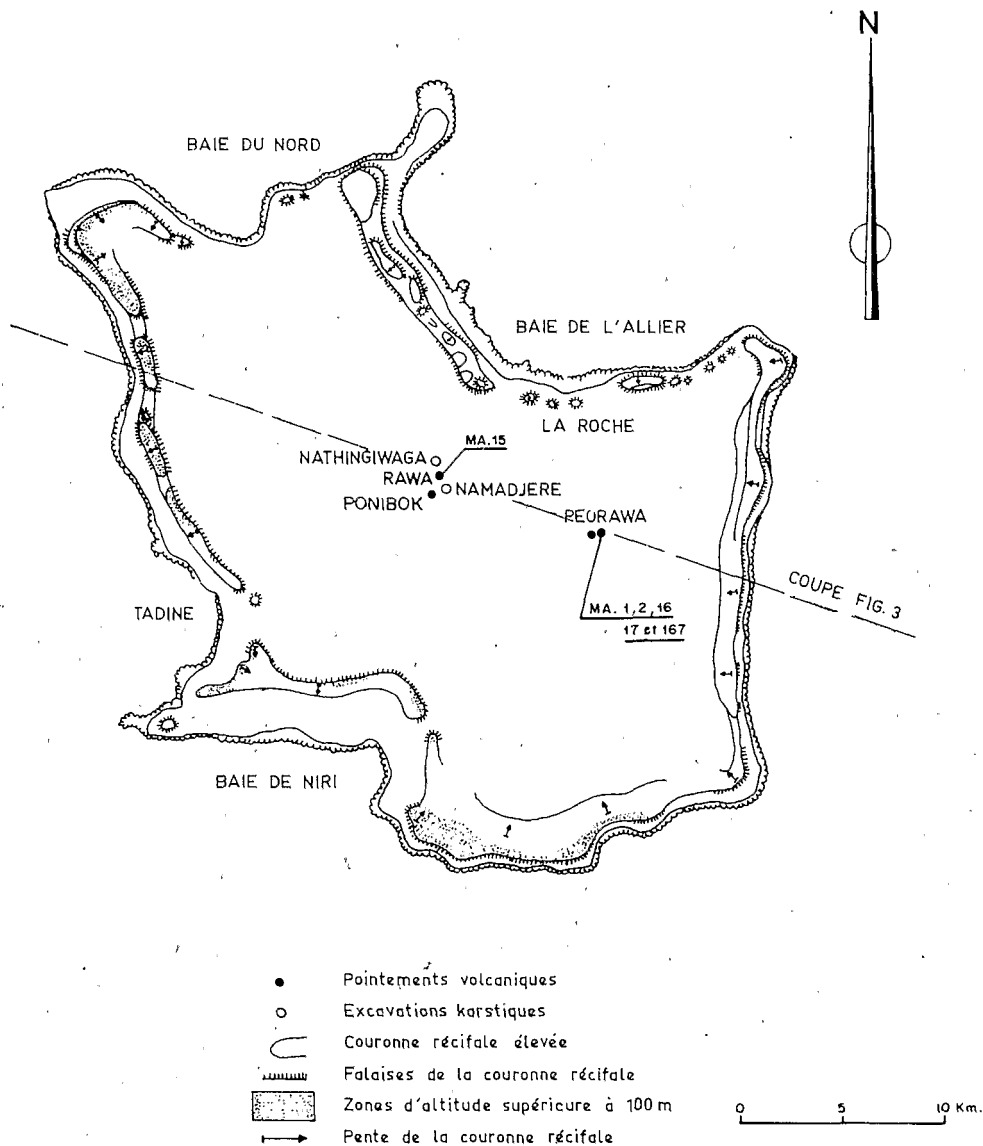 N
BAIE DU NORD
BAIE DE L'ALLIER
LA ROCHE
MA.15
NATHINGIWAGA
RAWA
NAMADJERE
PONIBOK
PEORAWA
COUPE FIG. 3
MA. 1,2,16
17 et 167
TADINE
BAIE DE NIRI
Pointements volcaniques
Excavations karstiques
Couronne récifale élevée
Falaises de la couronne récifale
Zones d'altitude supéricure à 100 m
0 5 10 Km.
Pente de la couronne récifale